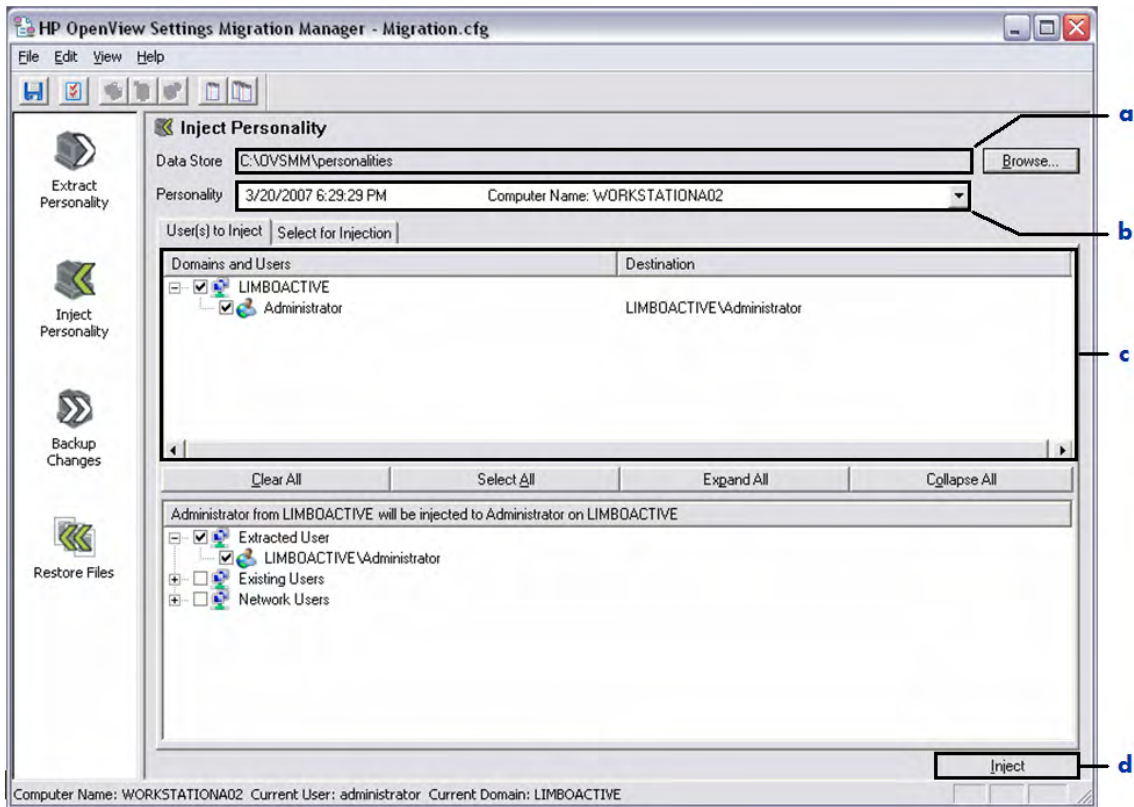 HP OpenView Settings Migration Manager - Migration.cfg
File Edit View Help
Inject Personality
a
Data Store C:\OVSMM\personalities Browse...
Personality 3/20/2007 6:29:29 PM Computer Name: WORKSTATIONA02
b
User(s) to Inject Select for Injection
Domains and Users Destination
LIMBOACTIVE
Administrator LIMBOACTIVE\Administrator
c
Clear All Select All Expand All Collapse All
Administrator from LIMBOACTIVE will be injected to Administrator on LIMBOACTIVE
Extracted User
LIMBOACTIVE\Administrator
Existing Users
Network Users
Extract
Personality
Inject
Personality
Backup
Changes
Restore Files
Inject d
Computer Name: WORKSTATIONA02 Current User: administrator Current Domain: LIMBOACTIVE